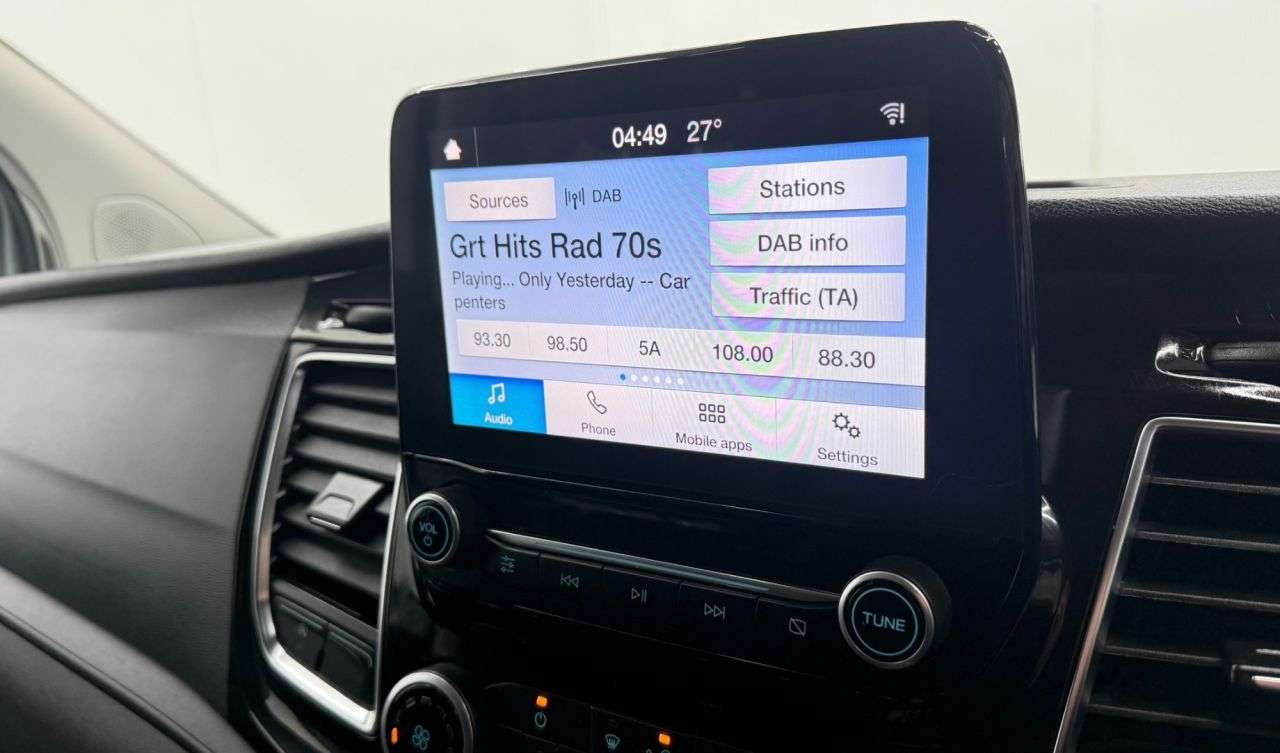 04:49 27°
Sources DAB
Stations
Grt Hits Rad 70s
DAB info
Playing... Only Yesterday -- Car
penters
Traffic (TA)
93.30 98.50 5A 108.00 88.30
Audio Phone Mobile apps Settings
VOL
TUNE